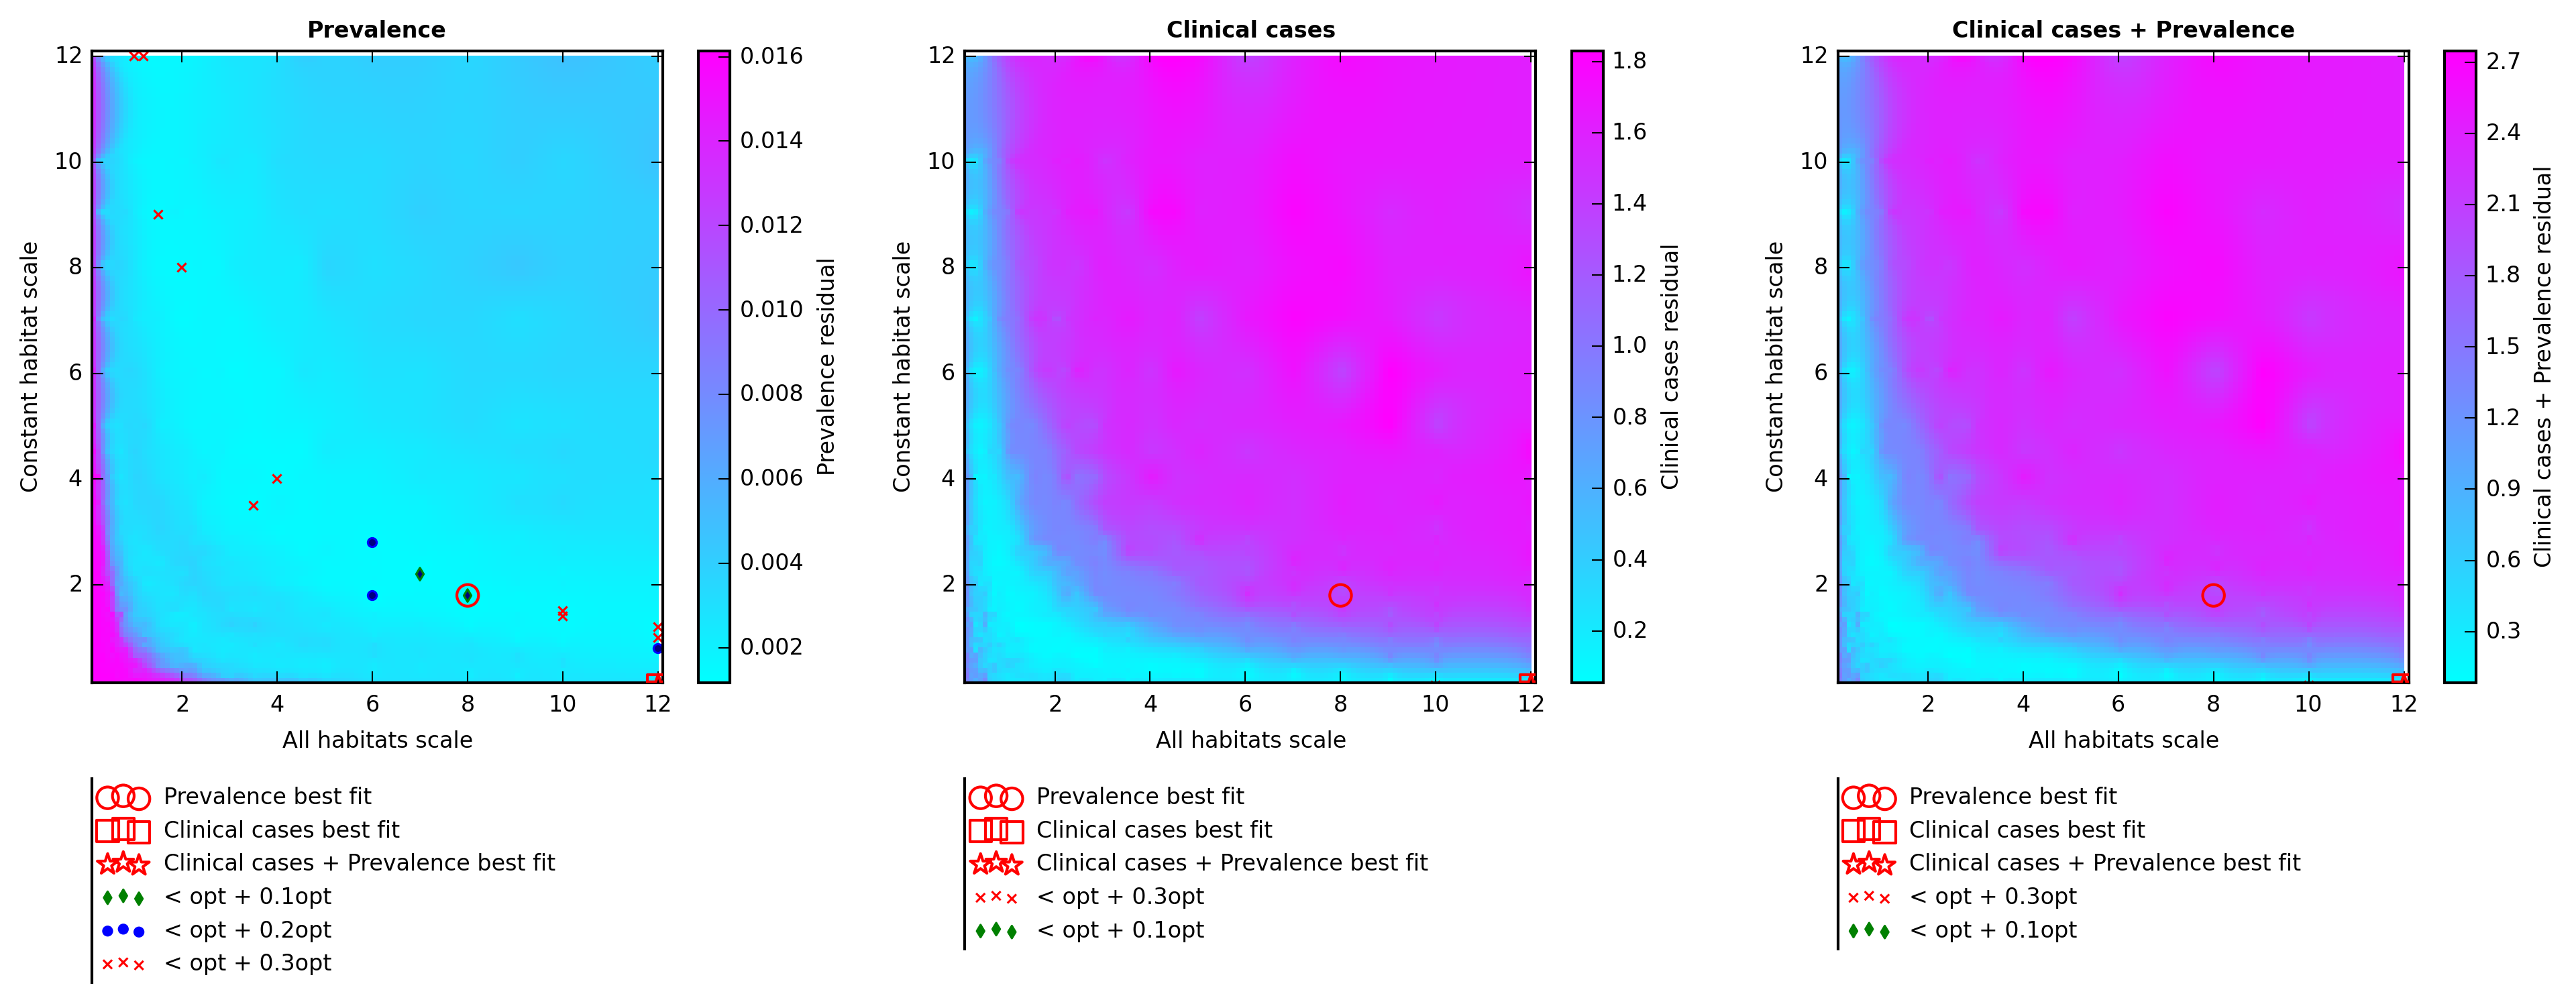 Prevalence
12
10
8
6
4
2
2 4 6 8 10 12
Constant habitat scale
All habitats scale
0.016
0.014
0.012
0.010
0.008
0.006
0.004
0.002
Prevalence residual
Prevalence best fit
Clinical cases best fit
Clinical cases + Prevalence best fit
< opt + 0.1opt
< opt + 0.2opt
< opt + 0.3opt
Clinical cases
12
10
8
6
4
2
2 4 6 8 10 12
Constant habitat scale
All habitats scale
1.8
1.6
1.4
1.2
1.0
0.8
0.6
0.4
0.2
Clinical cases residual
Prevalence best fit
Clinical cases best fit
Clinical cases + Prevalence best fit
< opt + 0.3opt
< opt + 0.1opt
Clinical cases + Prevalence
12
10
8
6
4
2
2 4 6 8 10 12
Constant habitat scale
All habitats scale
2.7
2.4
2.1
1.8
1.5
1.2
0.9
0.6
0.3
Clinical cases + Prevalence residual
Prevalence best fit
Clinical cases best fit
Clinical cases + Prevalence best fit
< opt + 0.3opt
< opt + 0.1opt